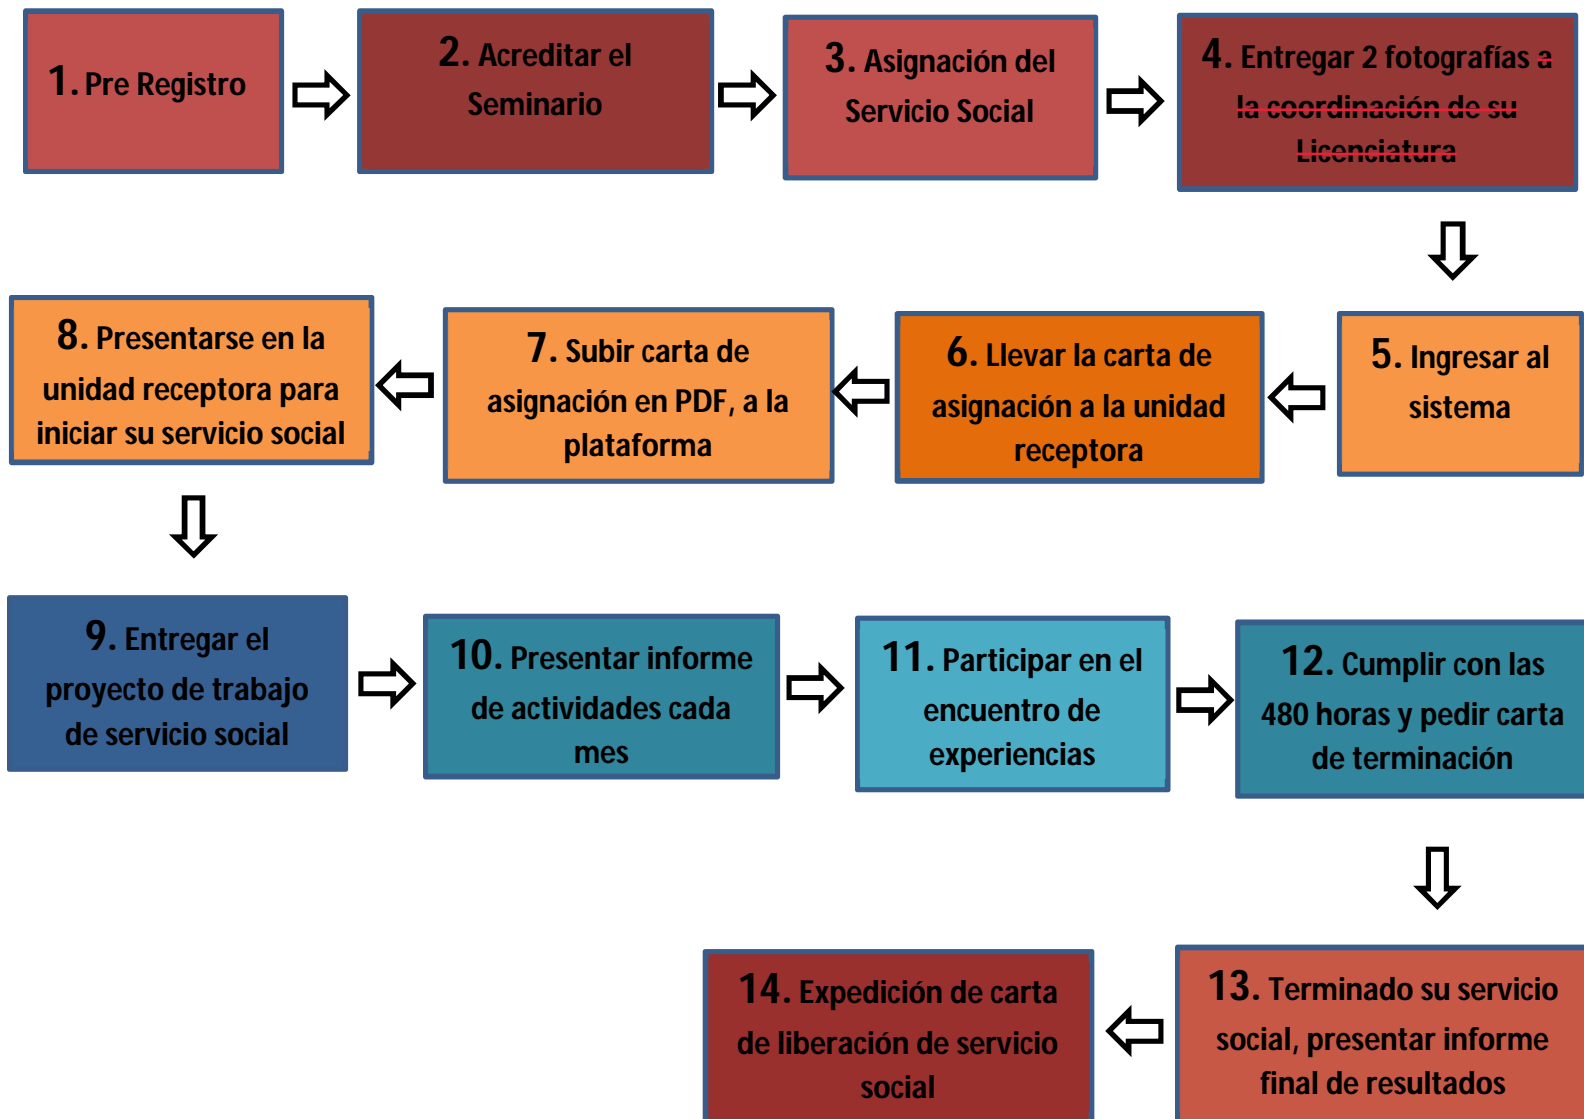 1. Pre Registro
2. Acreditar el
Seminario
3. Asignación del
Servicio Social
4. Entregar 2 fotografías a
la coordinación de su
Licenciatura
5. Ingresar al
sistema
6. Llevar la carta de
asignación a la unidad
receptora
7. Subir carta de
asignación en PDF, a la
plataforma
8. Presentarse en la
unidad receptora para
iniciar su servicio social
9. Entregar el
proyecto de trabajo
de servicio social
10. Presentar informe
de actividades cada
mes
11. Participar en el
encuentro de
experiencias
12. Cumplir con las
480 horas y pedir carta
de terminación
13. Terminado su servicio
social, presentar informe
final de resultados
14. Expedición de carta
de liberación de servicio
social